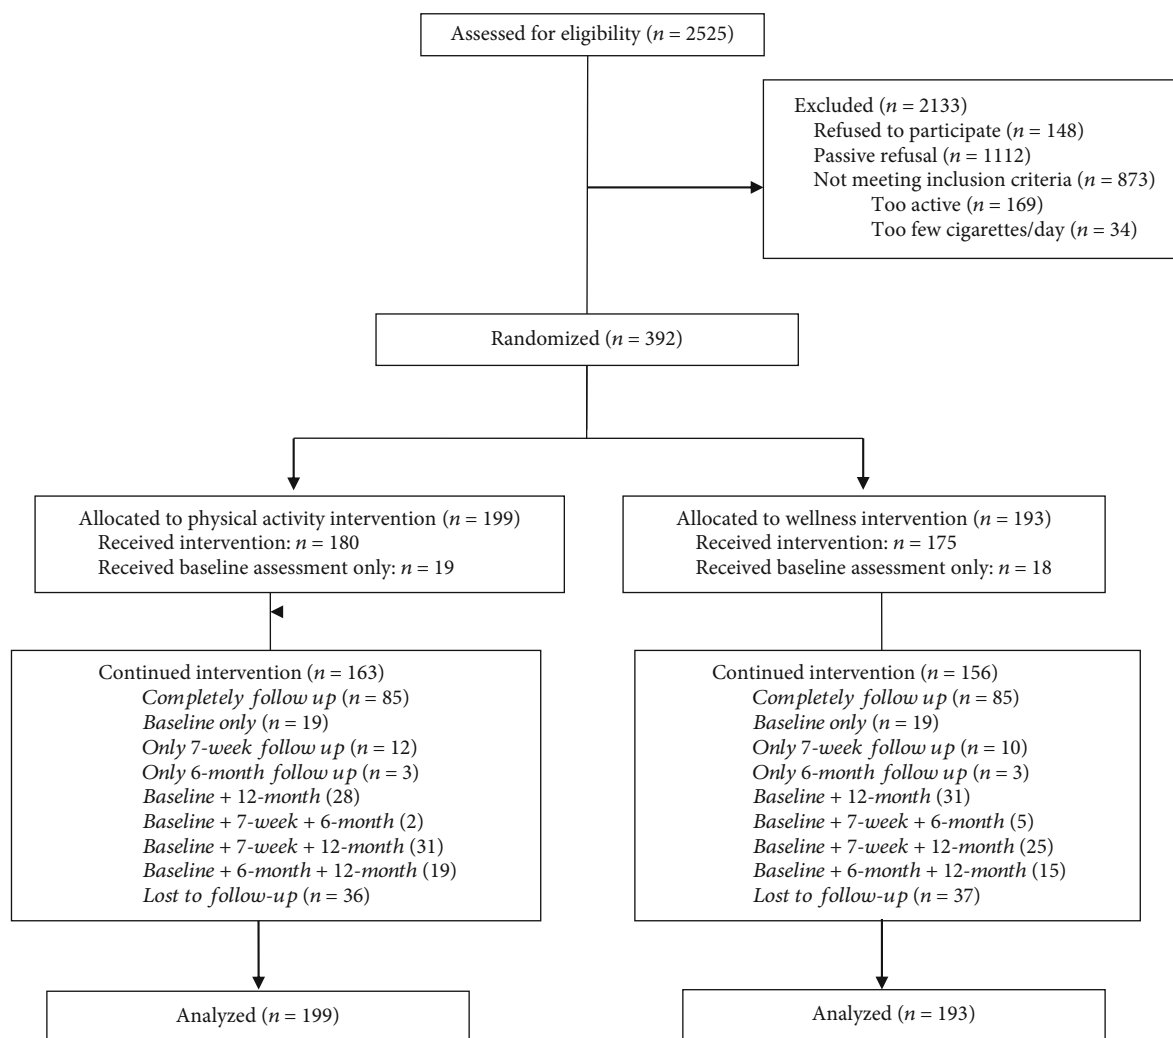 Assessed for eligibility (n = 2525)
Excluded (n = 2133)
Refused to participate (n = 148)
Passive refusal (n = 1112)
Not meeting inclusion criteria (n = 873)
Too active (n = 169)
Too few cigarettes/day (n = 34)
Randomized (n = 392)
Allocated to physical activity intervention (n = 199)
Received intervention: n = 180
Received baseline assessment only: n = 19
Allocated to wellness intervention (n = 193)
Received intervention: n = 175
Received baseline assessment only: n = 18
Continued intervention (n = 163)
Completely follow up (n = 85)
Baseline only (n = 19)
Only 7-week follow up (n = 12)
Only 6-month follow up (n = 3)
Baseline + 12-month (28)
Baseline + 7-week + 6-month (2)
Baseline + 7-week + 12-month (31)
Baseline + 6-month + 12-month (19)
Lost to follow-up (n = 36)
Continued intervention (n = 156)
Completely follow up (n = 85)
Baseline only (n = 19)
Only 7-week follow up (n = 10)
Only 6-month follow up (n = 3)
Baseline + 12-month (31)
Baseline + 7-week + 6-month (5)
Baseline + 7-week + 12-month (25)
Baseline + 6-month + 12-month (15)
Lost to follow-up (n = 37)
Analyzed (n = 199)
Analyzed (n = 193)